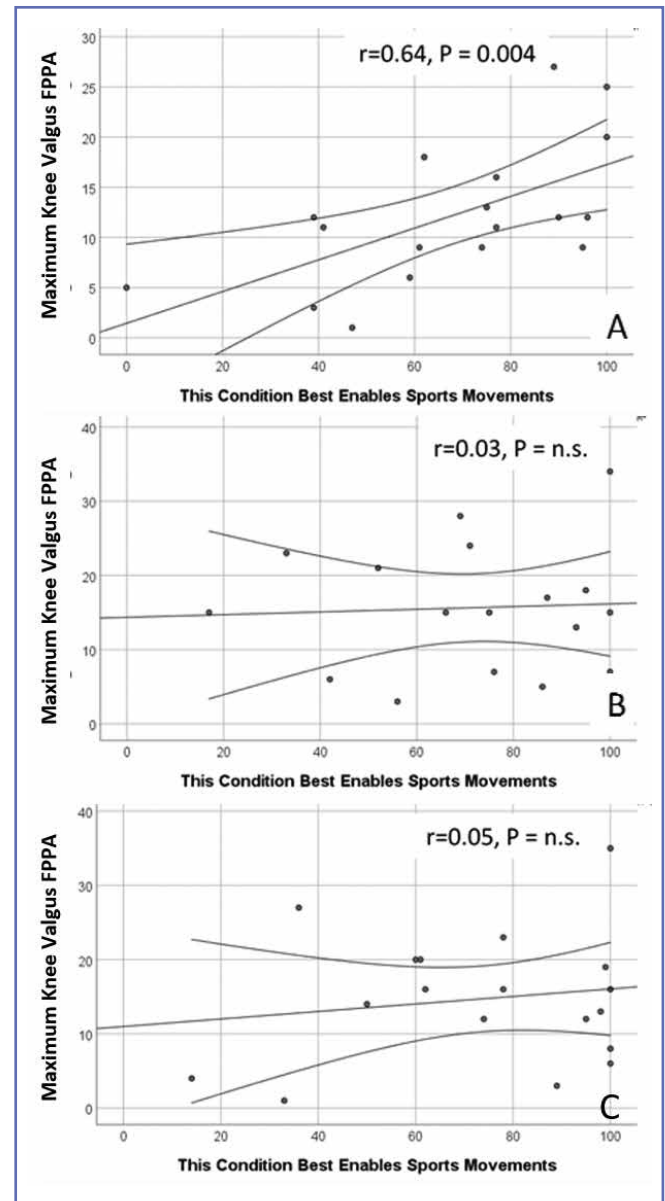 r=0.64, P = 0.004
Maximum Knee Valgus FPPA
30
25
20
15
10
5
0
A
0 20 40 60 80 100
This Condition Best Enables Sports Movements
r=0.03, P = n.s.
Maximum Knee Valgus FPPA
40
30
20
10
0
B
0 20 40 60 80 100
This Condition Best Enables Sports Movements
r=0.05, P = n.s.
Maximum Knee Valgus FPPA
40
30
20
10
0
C
0 20 40 60 80 100
This Condition Best Enables Sports Movements